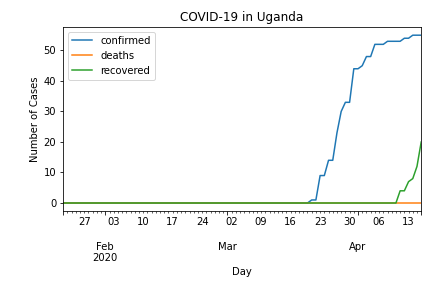 COVID-19 in Uganda
confirmed
deaths
recovered
Number of Cases
50
40
30
20
10
0
27 03 10 17 24 02 09 16 23 30 06 13
Feb Mar Apr
2020
Day